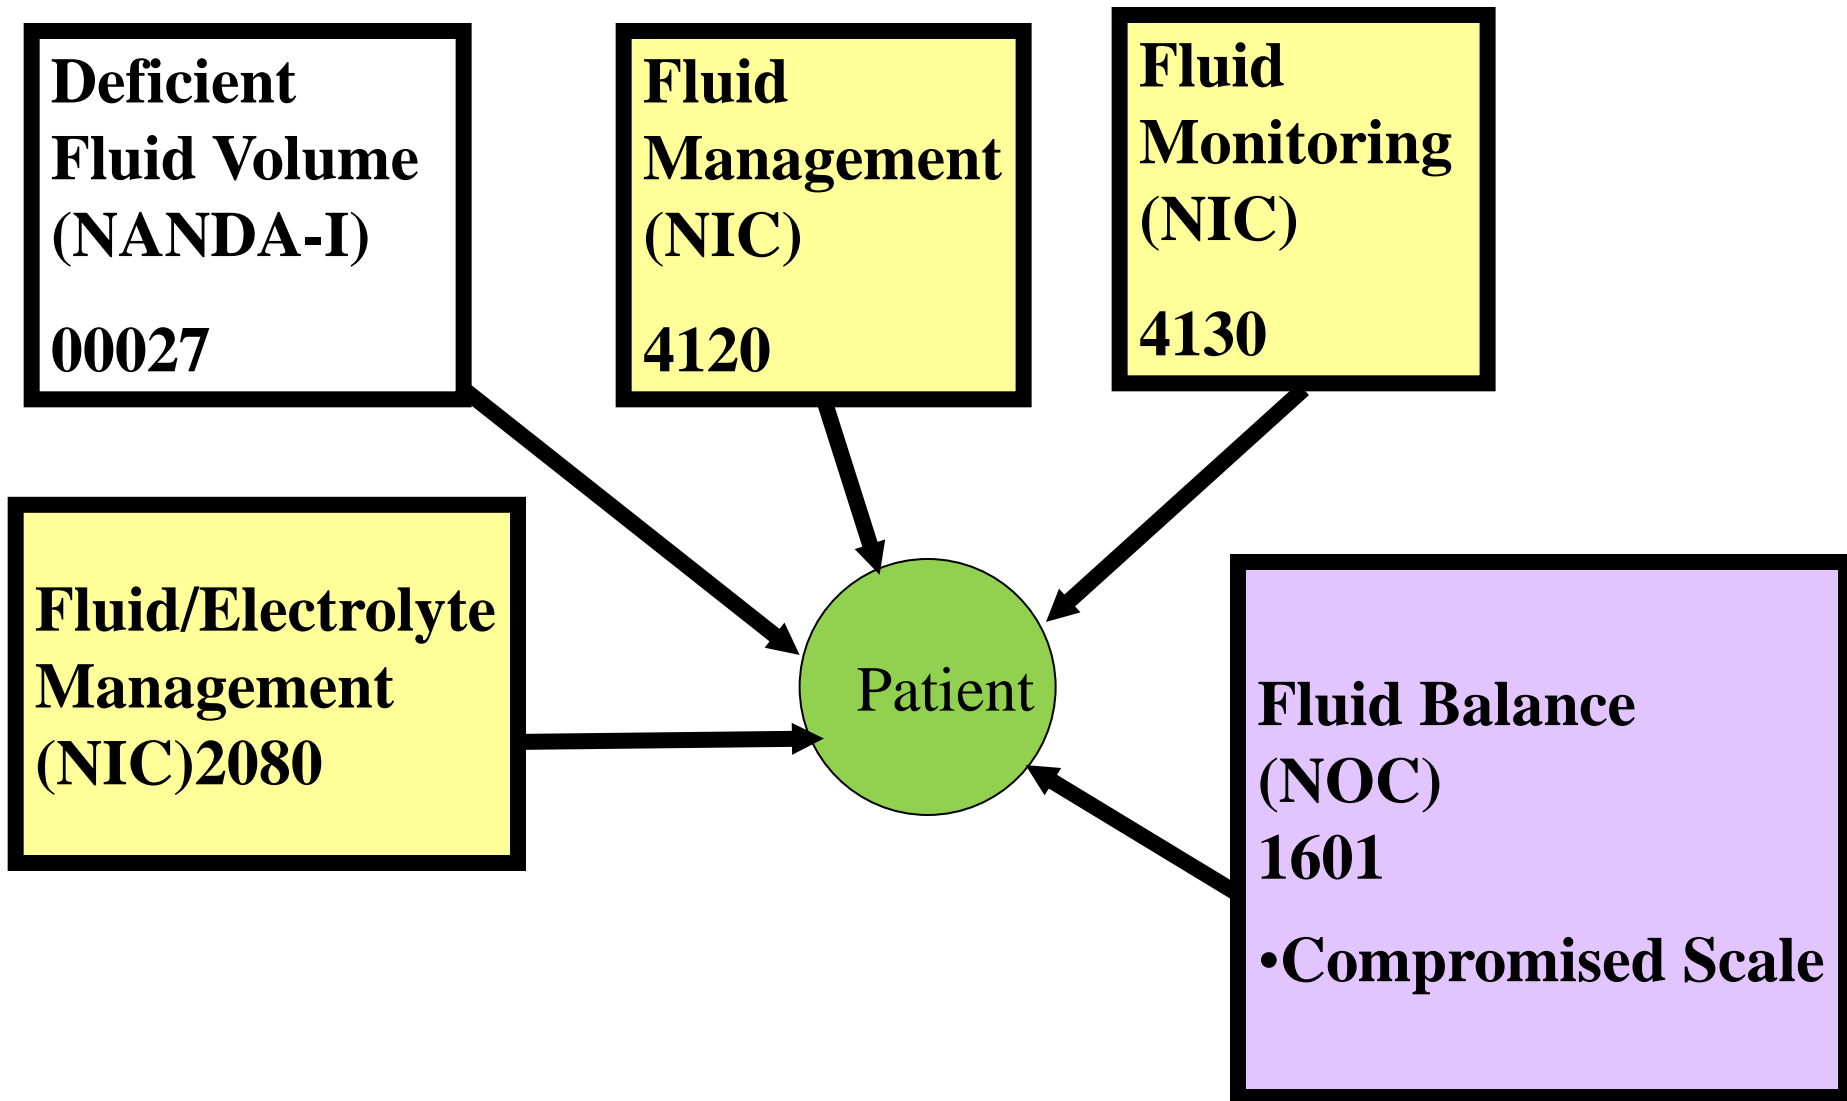 Deficient
Fluid Volume
(NANDA-I)
00027
Fluid
Management
(NIC)
4120
Fluid
Monitoring
(NIC)
4130
Fluid/Electrolyte
Management
(NIC)2080
Patient
Fluid Balance
(NOC)
1601
•Compromised Scale